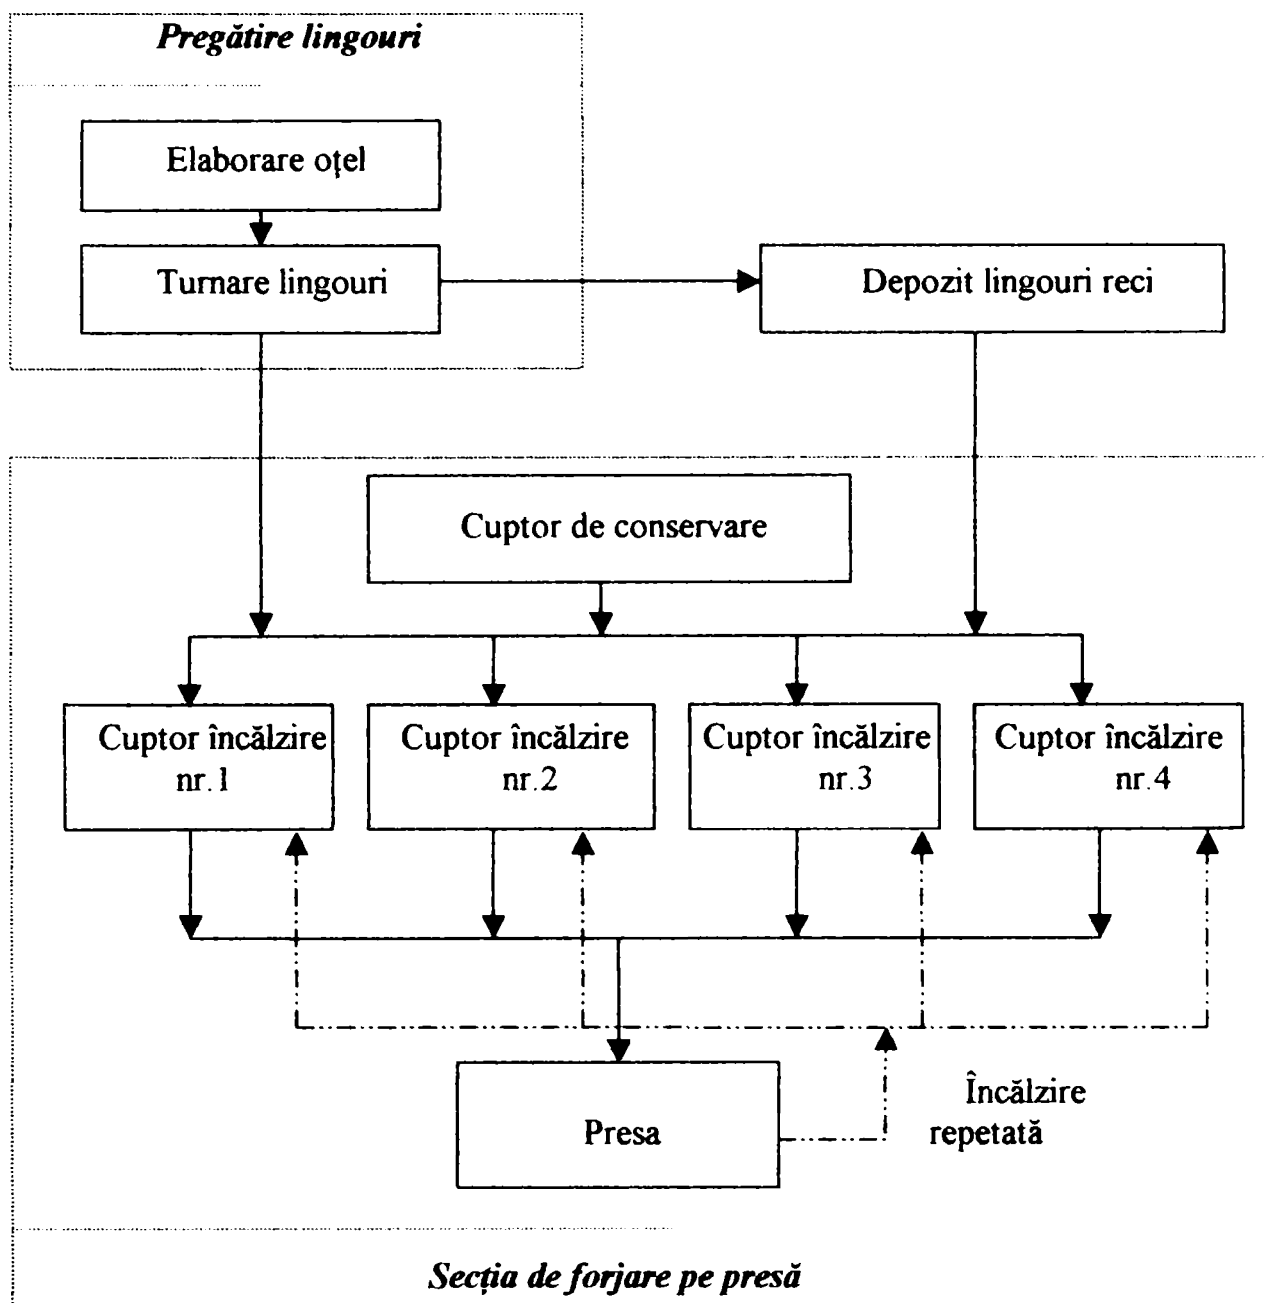 Pregătire lingouri
Elaborare oțel
Turnare lingouri
Depozit lingouri reci
Cuptor de conservare
Cuptor încălzire
nr.1
Cuptor încălzire
nr.2
Cuptor încălzire
nr.3
Cuptor încălzire
nr.4
Încălzire
repetată
Presa
Secția de forjare pe presă